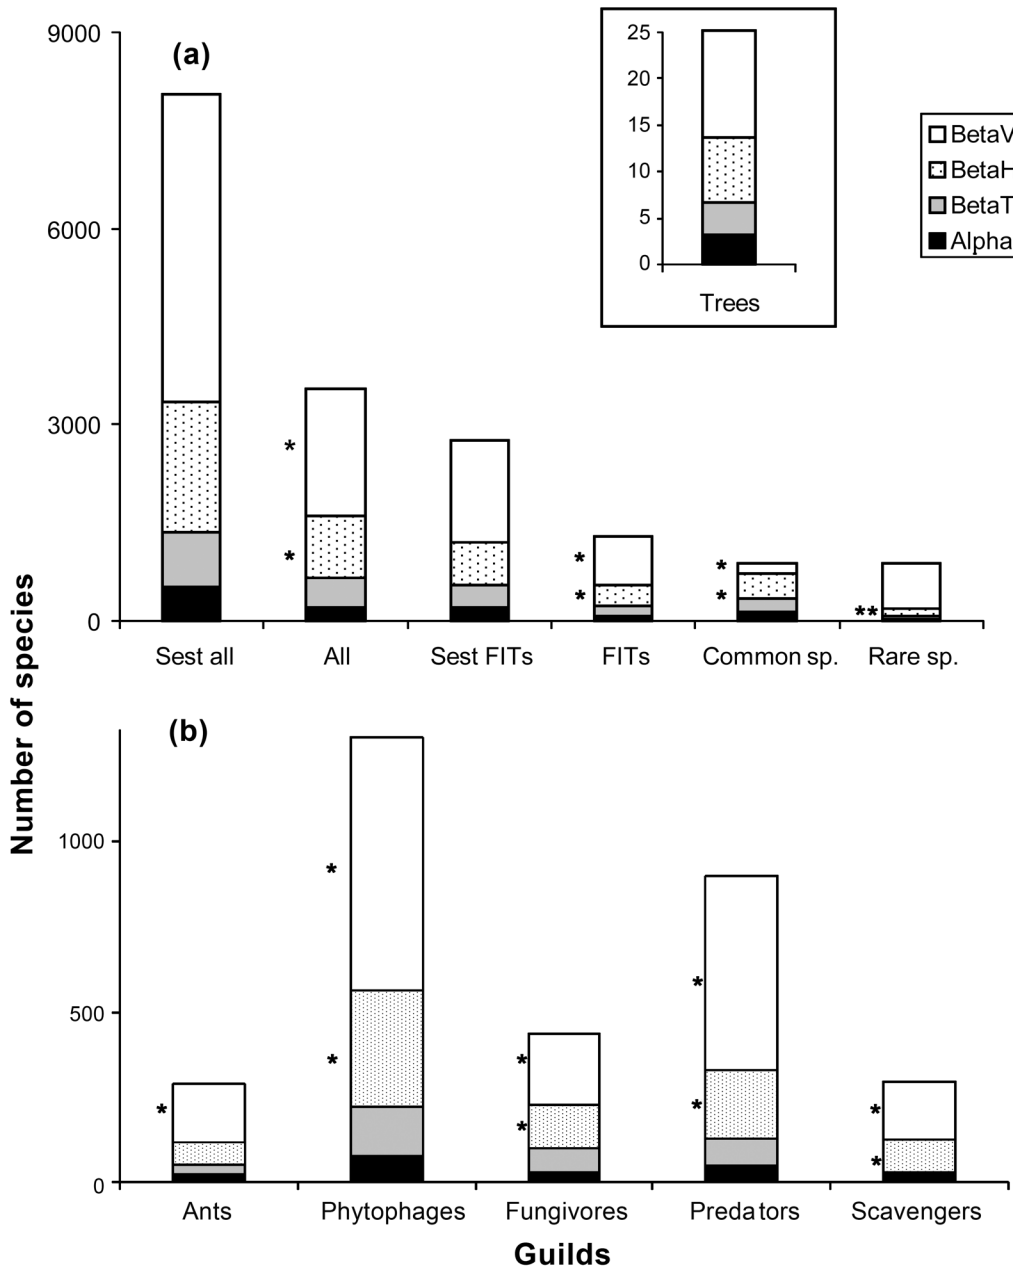 9000
6000
3000
0
(a)
25
20
15
10
5
0
Trees
BetaV
BetaH
BetaT
Alpha
*
*
*
*
*
*
**
Sest all All Sest FITs FITs Common sp. Rare sp.
Number of species
(b)
1000
500
0
*
*
*
*
*
*
*
*
*
Ants Phytophages Fungivores Predators Scavengers
Guilds